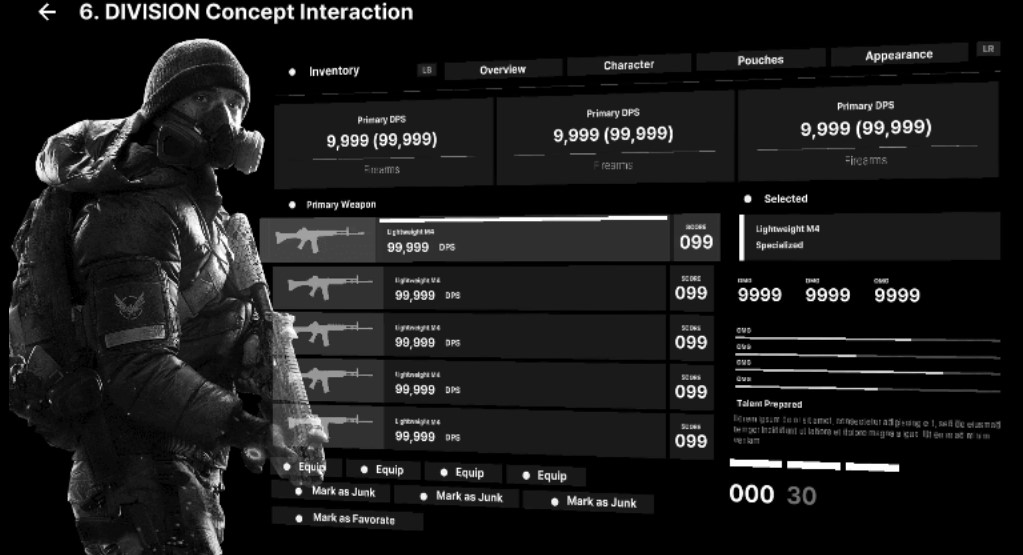 6. DIVISION Concept Interaction
Inventory
LB
Overview
Character
Pouches
Appearance
LR
Primary DPS
9,999 (99,999)
Firearms
Primary DPS
9,999 (99,999)
Firearms
Primary DPS
9,999 (99,999)
Firearms
Primary Weapon
Lightweight M4
99,999 DPS
SCORE
099
Lightweight M4
99,999 DPS
SCORE
099
Lightweight M4
99,999 DPS
SCORE
099
Lightweight M4
99,999 DPS
SCORE
099
Lightweight M4
99,999 DPS
SCORE
099
Equip
Equip
Equip
Equip
Mark as Junk
Mark as Junk
Mark as Junk
Mark as Favorate
Selected
Lightweight M4
Specialized
9999
9999
9999
Talent Prepared
000 30